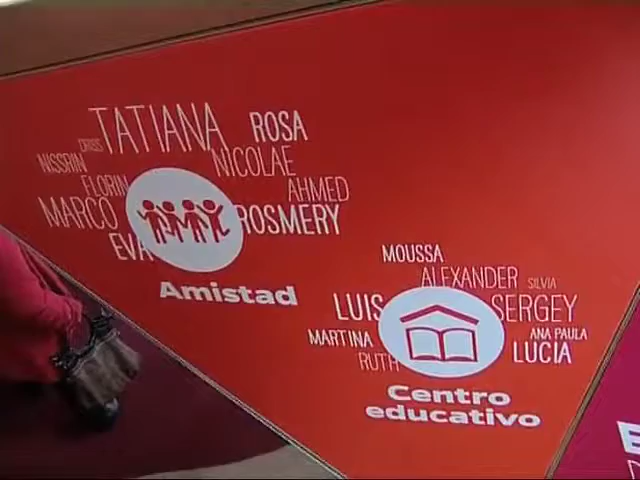 TATIANA
ROSA
DRISS
NISSRIN
NICOLAE
FLORIN
AHMED
MARCO
ROSMERY
EVA
Amistad
MOUSSA
ALEXANDER
SILVIA
LUIS
SERGEY
MARTINA
ANA PAULA
RUTH
LUCIA
Centro
educativo